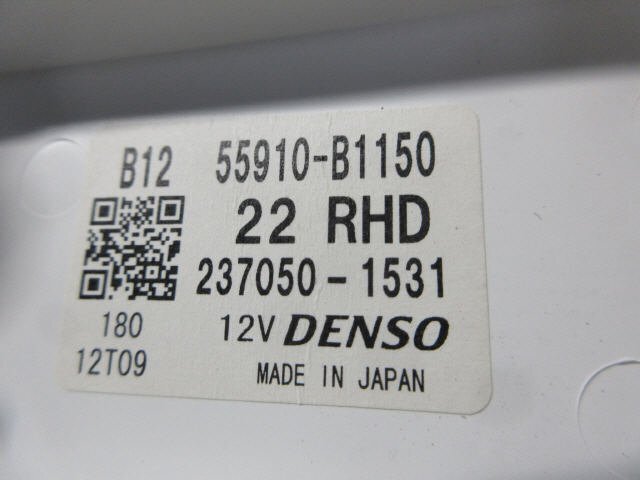 B12 55910-B1150
22 RHD
237050-1531
180 12V DENSO
12T09 MADE IN JAPAN